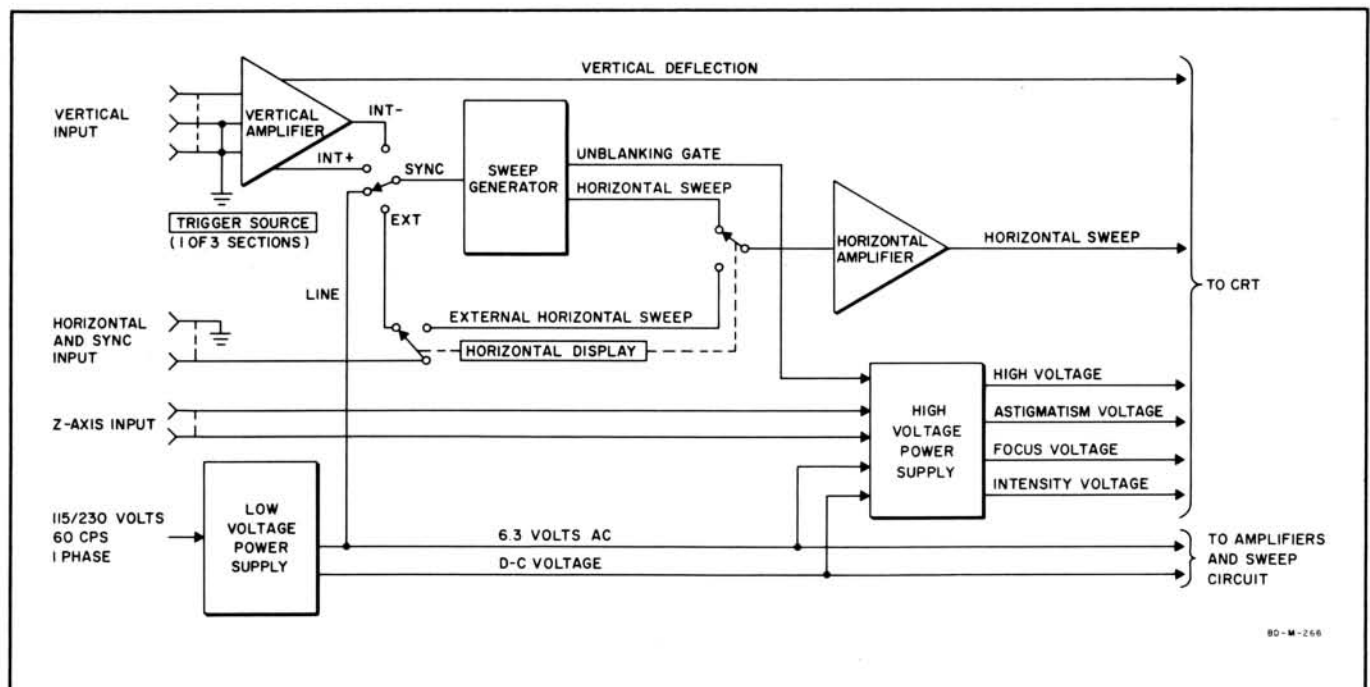 VERTICAL DEFLECTION
VERTICAL
INPUT
VERTICAL
AMPLIFIER
INT-
INT+
SYNC
SWEEP
GENERATOR
UNBLANKING GATE
HORIZONTAL SWEEP
TRIGGER SOURCE
(1 OF 3 SECTIONS)
EXT
HORIZONTAL
AMPLIFIER
HORIZONTAL SWEEP
TO CRT
LINE
HORIZONTAL
AND SYNC
INPUT
EXTERNAL HORIZONTAL SWEEP
HORIZONTAL DISPLAY
Z-AXIS INPUT
HIGH
VOLTAGE
POWER
SUPPLY
HIGH VOLTAGE
ASTIGMATISM VOLTAGE
FOCUS VOLTAGE
INTENSITY VOLTAGE
115/230 VOLTS
60 CPS
1 PHASE
LOW
VOLTAGE
POWER
SUPPLY
6.3 VOLTS AC
D-C VOLTAGE
TO AMPLIFIERS
AND SWEEP
CIRCUIT
BD-M-266